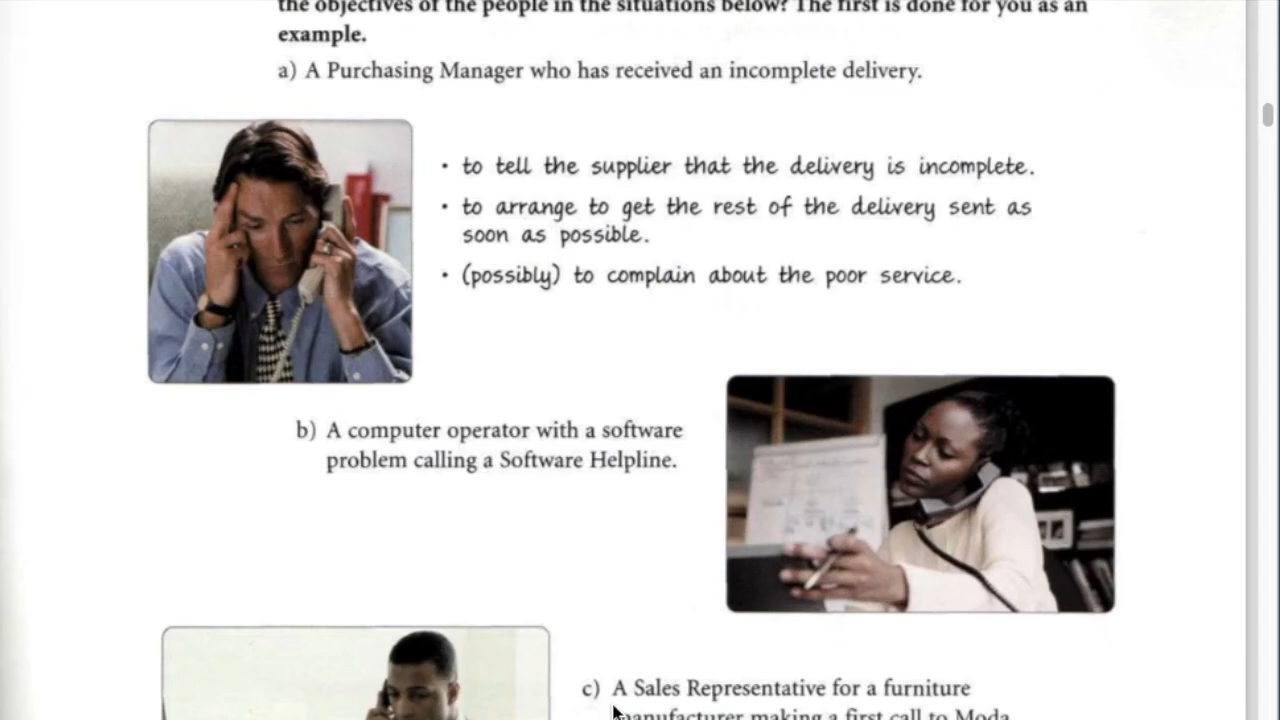 the objectives of the people in the situations below? The first is done for you as an
example.
a) A Purchasing Manager who has received an incomplete delivery.
• to tell the supplier that the delivery is incomplete.
• to arrange to get the rest of the delivery sent as
soon as possible.
• (possibly) to complain about the poor service.
b) A computer operator with a software
problem calling a Software Helpline.
c) A Sales Representative for a furniture
manufacturer making a first call to Moda